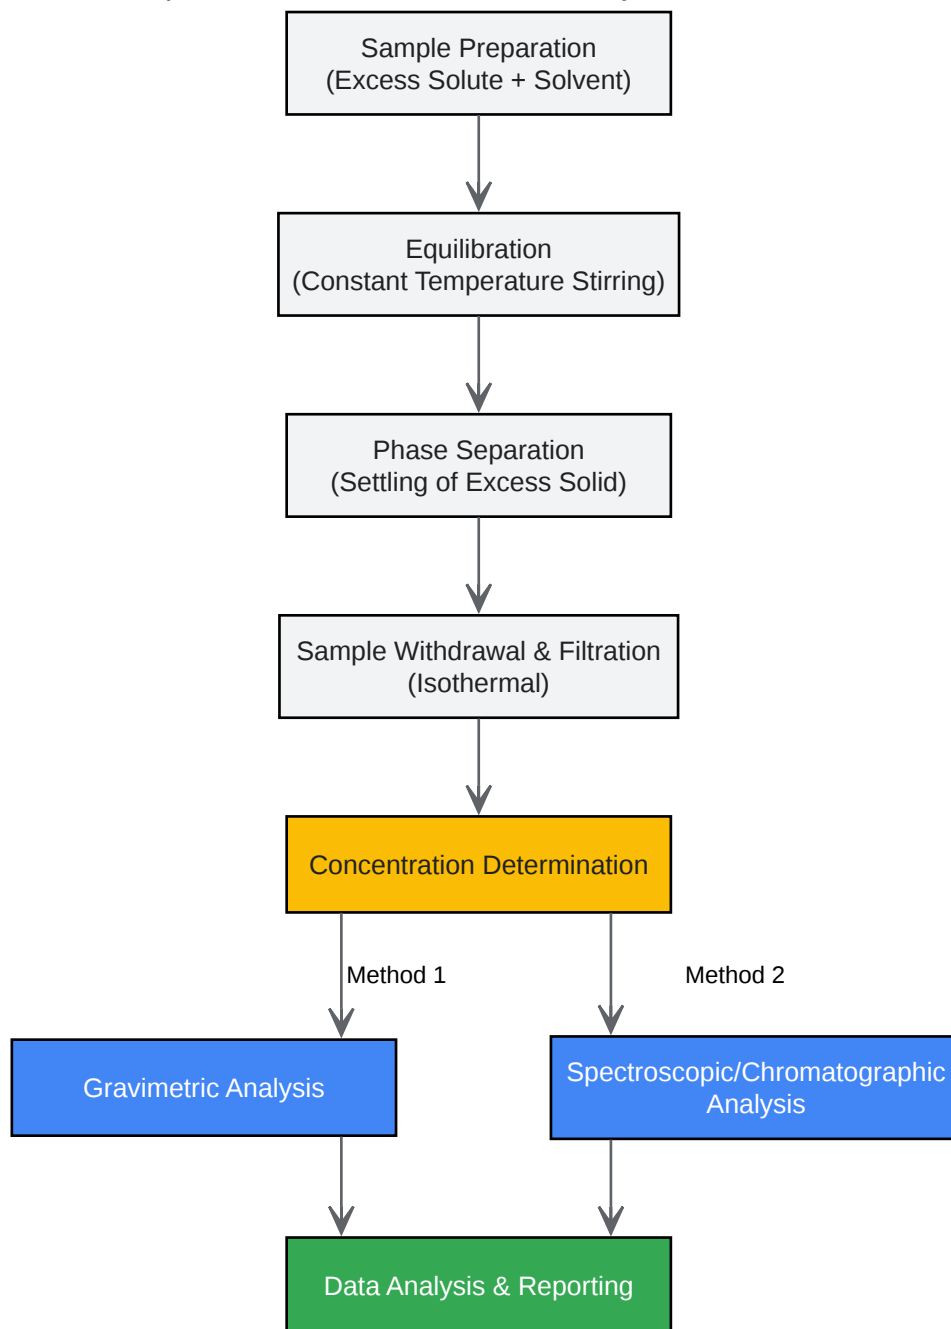 Sample Preparation
(Excess Solute + Solvent)
Equilibration
(Constant Temperature Stirring)
Phase Separation
(Settling of Excess Solid)
Sample Withdrawal & Filtration
(Isothermal)
Concentration Determination
Method 1
Method 2
Gravimetric Analysis
Spectroscopic/Chromatographic
Analysis
Data Analysis & Reporting